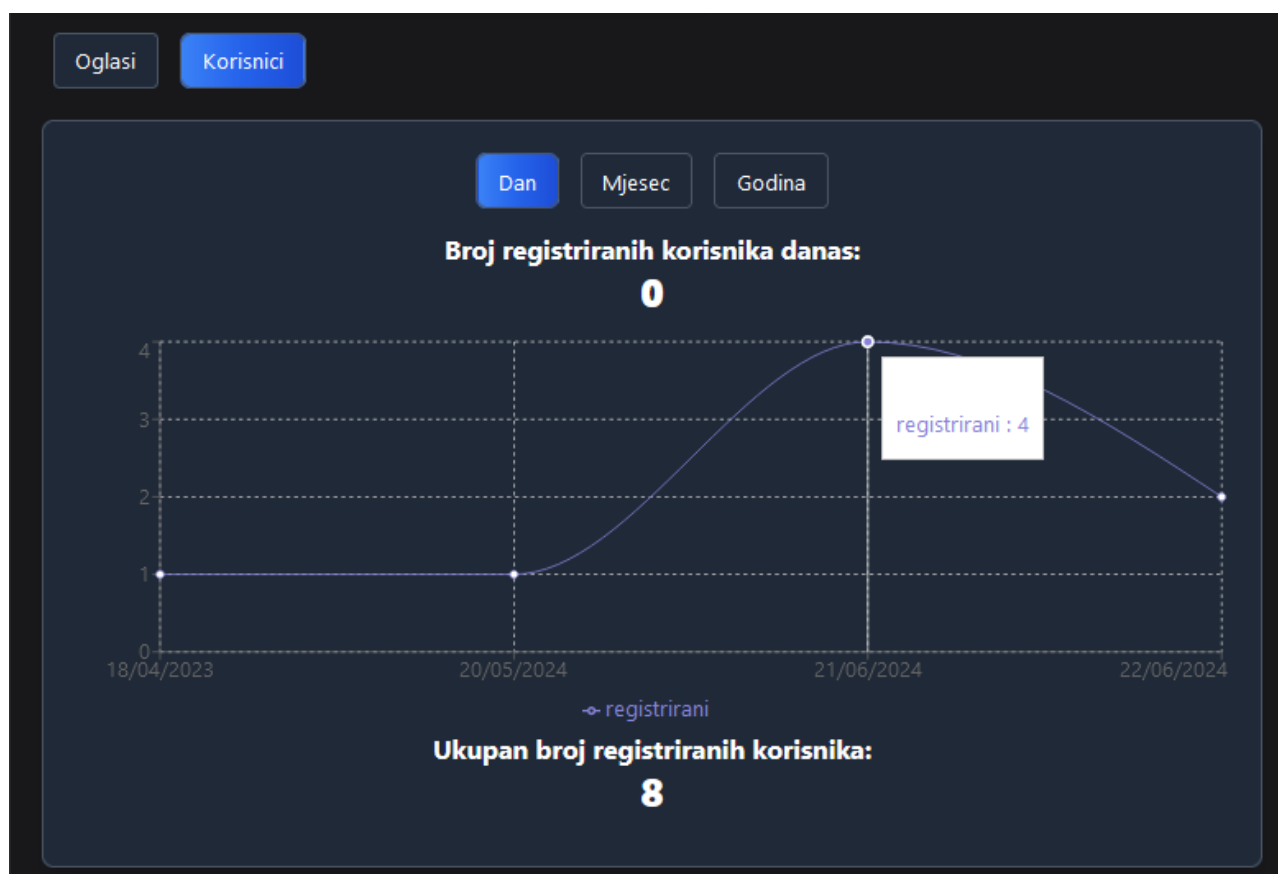 Oglasi Korisnici
Dan Mjesec Godina
Broj registriranih korisnika danas:
0
4
3
registrirani : 4
2
1
0
18/04/2023 20/05/2024 21/06/2024 22/06/2024
registrirani
Ukupan broj registriranih korisnika:
8